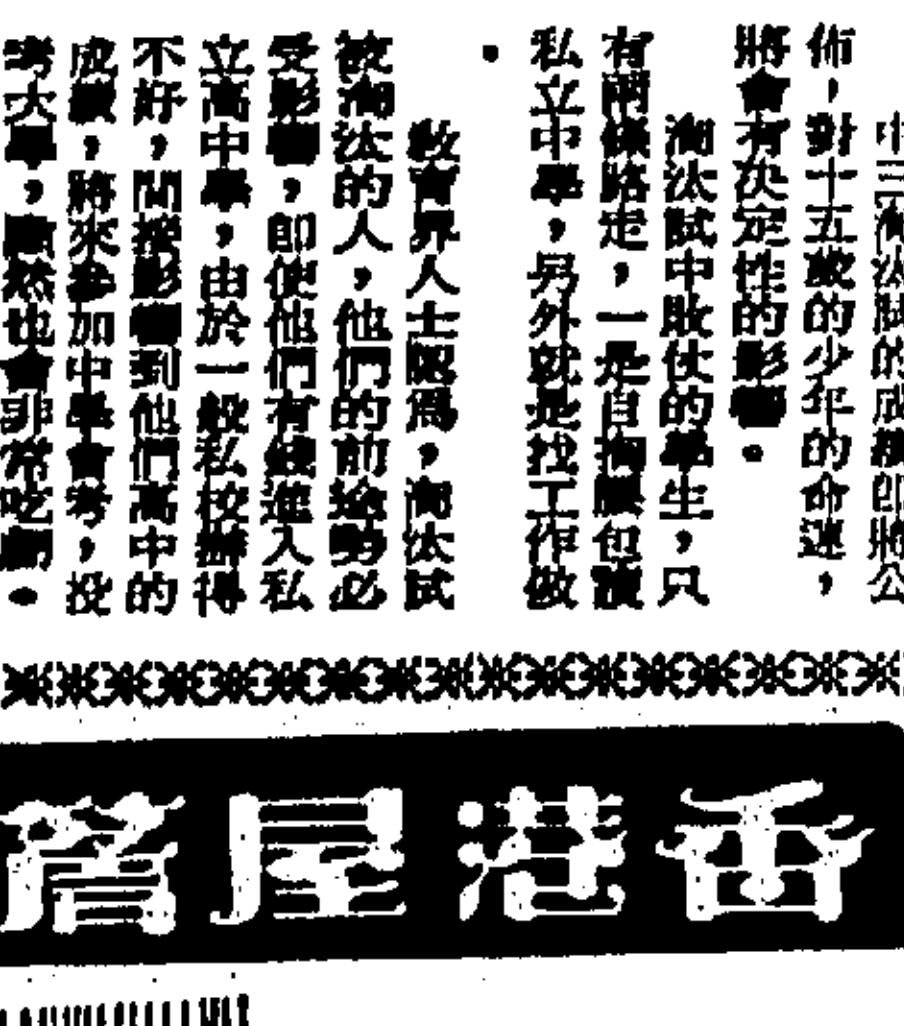 中三淘汰試的成績即將公
佈，對十五歲的少年的命運，
將會有決定性的影響。
淘汰試中敗仗的學生，只
有兩條路走，一是自掏腰包讀
私立中學，另外就是找工作做
。
教育界人士認爲，淘汰試
被淘汰的人，他們的前途勢必
受影響，即使他們有錢進入私
立高中學，由於一般私校辦得
不好，間接影響到他們高中的
成績，將來參加中學會考，投
考大學，顯然也會非常吃虧。
香港屋簷